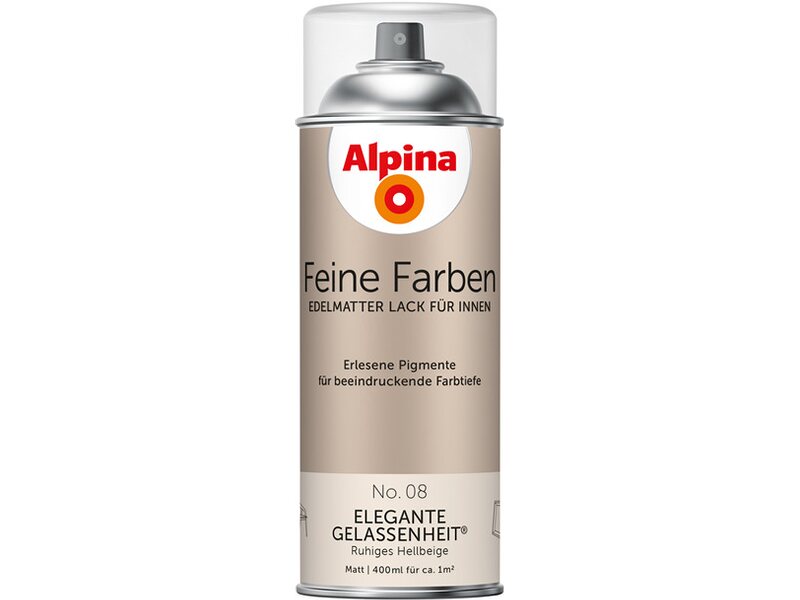 Alpina
Feine Farben
EDELMATTER LACK FÜR INNEN
Erlesene Pigmente
für beeindruckende Farbtiefe
No. 08
ELEGANTE
GELASSENHEIT®
Ruhiges Hellbeige
Matt | 400ml für ca. 1m²